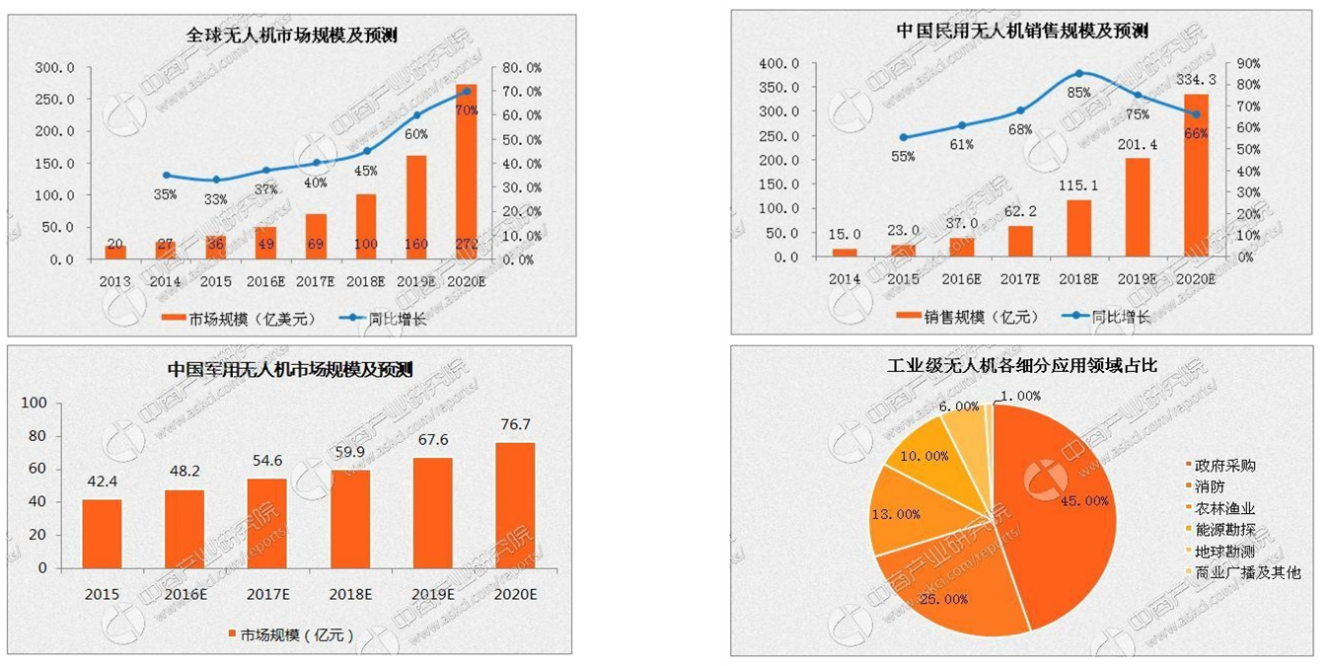 全球无人机市场规模及预测
300.0
250.0
200.0
150.0
100.0
50.0
0.0
80.0%
70.0%
60.0%
50.0%
40.0%
30.0%
20.0%
10.0%
0.0%
35%
33%
37%
40%
45%
60%
70%
20
27
36
49
69
100
160
272
2013
2014
2015
2016E
2017E
2018E
2019E
2020E
市场规模（亿美元）
同比增长
中国民用无人机销售规模及预测
400.0
350.0
300.0
250.0
200.0
150.0
100.0
50.0
0.0
90%
80%
70%
60%
50%
40%
30%
20%
10%
0%
55%
61%
68%
85%
75%
66%
15.0
23.0
37.0
62.2
115.1
201.4
334.3
2014
2015
2016E
2017E
2018E
2019E
2020E
销售规模（亿元）
同比增长
中国军用无人机市场规模及预测
100
80
60
40
20
0
42.4
48.2
54.6
59.9
67.6
76.7
2015
2016E
2017E
2018E
2019E
2020E
市场规模（亿元）
工业级无人机各细分应用领域占比
1.00%
6.00%
10.00%
13.00%
25.00%
45.00%
政府采购
消防
农林渔业
能源勘探
地球勘测
商业广播及其他
中商产业研究院
www.askci.com/reports/